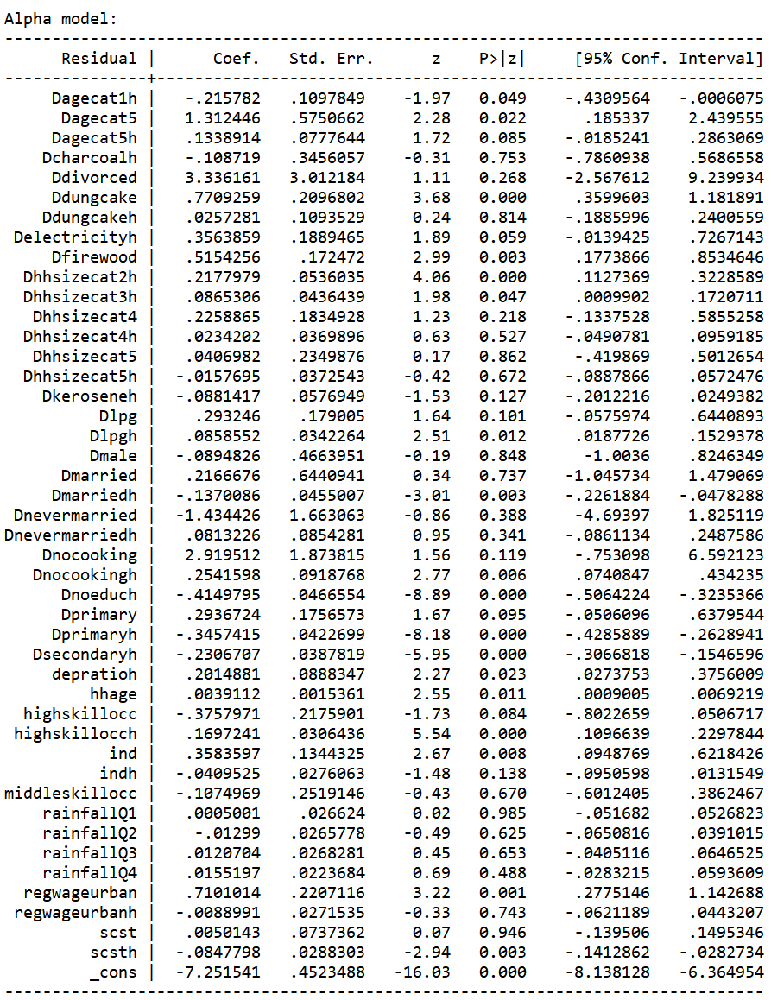 Alpha model:
------------------------------------------------------------------------------
Residual | Coef. Std. Err. z P>|z| [95% Conf. Interval]
---------------+--------------------------------------------------------------
Dagecat1h | -.215782 .1097849 -1.97 0.049 -.4309564 -.0006075
Dagecat5 | 1.312446 .5750662 2.28 0.022 .185337 2.439555
Dagecat5h | .1338914 .0777644 1.72 0.085 -.0185241 .2863069
Dcharcoalh | -.108719 .3456057 -0.31 0.753 -.7860938 .5686558
Ddivorced | 3.336161 3.012184 1.11 0.268 -2.567612 9.239934
Ddungcake | .7709259 .2096802 3.68 0.000 .3599603 1.181891
Ddungcakeh | .0257281 .1093529 0.24 0.814 -.1885996 .2400559
Delectricityh | .3563859 .1889465 1.89 0.059 -.0139425 .7267143
Dfirewood | .5154256 .172472 2.99 0.003 .1773866 .8534646
Dhhsizecat2h | .2177979 .0536035 4.06 0.000 .1127369 .3228589
Dhhsizecat3h | .0865306 .0436439 1.98 0.047 .0009902 .1720711
Dhhsizecat4 | .2258865 .1834928 1.23 0.218 -.1337528 .5855258
Dhhsizecat4h | .0234202 .0369896 0.63 0.527 -.0490781 .0959185
Dhhsizecat5 | .0406982 .2349876 0.17 0.862 -.419869 .5012654
Dhhsizecat5h | -.0157695 .0372543 -0.42 0.672 -.0887866 .0572476
Dkeroseneh | -.0881417 .0576949 -1.53 0.127 -.2012216 .0249382
Dlpg | .293246 .179005 1.64 0.101 -.0575974 .6440893
Dlpgh | .0858552 .0342264 2.51 0.012 .0187726 .1529378
Dmale | -.0894826 .4663951 -0.19 0.848 -1.0036 .8246349
Dmarried | .2166676 .6440941 0.34 0.737 -1.045734 1.479069
Dmarriedh | -.1370086 .0455007 -3.01 0.003 -.2261884 -.0478288
Dnevermarried | -1.434426 1.663063 -0.86 0.388 -4.69397 1.825119
Dnevermarriedh | .0813226 .0854281 0.95 0.341 -.0861134 .2487586
Dnocooking | 2.919512 1.873815 1.56 0.119 -.753098 6.592123
Dnocookingh | .2541598 .0918768 2.77 0.006 .0740847 .434235
Dnoeduch | -.4149795 .0466554 -8.89 0.000 -.5064224 -.3235366
Dprimary | .2936724 .1756573 1.67 0.095 -.0506096 .6379544
Dprimaryh | -.3457415 .0422699 -8.18 0.000 -.4285889 -.2628941
Dsecondaryh | -.2306707 .0387819 -5.95 0.000 -.3066818 -.1546596
depratioh | .2014881 .0888347 2.27 0.023 .0273753 .3756009
hhage | .0039112 .0015361 2.55 0.011 .0009005 .0069219
highskillocc | -.3757971 .2175901 -1.73 0.084 -.8022659 .0506717
highskillocch | .1697241 .0306436 5.54 0.000 .1096639 .2297844
ind | .3583597 .1344325 2.67 0.008 .0948769 .6218426
indh | -.0409525 .0276063 -1.48 0.138 -.0950598 .0131549
middleskillocc | -.1074969 .2519146 -0.43 0.670 -.6012405 .3862467
rainfallQ1 | .0005001 .026624 0.02 0.985 -.051682 .0526823
rainfallQ2 | -.01299 .0265778 -0.49 0.625 -.0650816 .0391015
rainfallQ3 | .0120704 .0268281 0.45 0.653 -.0405116 .0646525
rainfallQ4 | .0155197 .0223684 0.69 0.488 -.0283215 .0593609
regwageurban | .7101014 .2207116 3.22 0.001 .2775146 1.142688
regwageurbanh | -.0088991 .0271535 -0.33 0.743 -.0621189 .0443207
scst | .0050143 .0737362 0.07 0.946 -.139506 .1495346
scsth | -.0847798 .0288303 -2.94 0.003 -.1412862 -.0282734
_cons | -7.251541 .4523488 -16.03 0.000 -8.138128 -6.364954
------------------------------------------------------------------------------